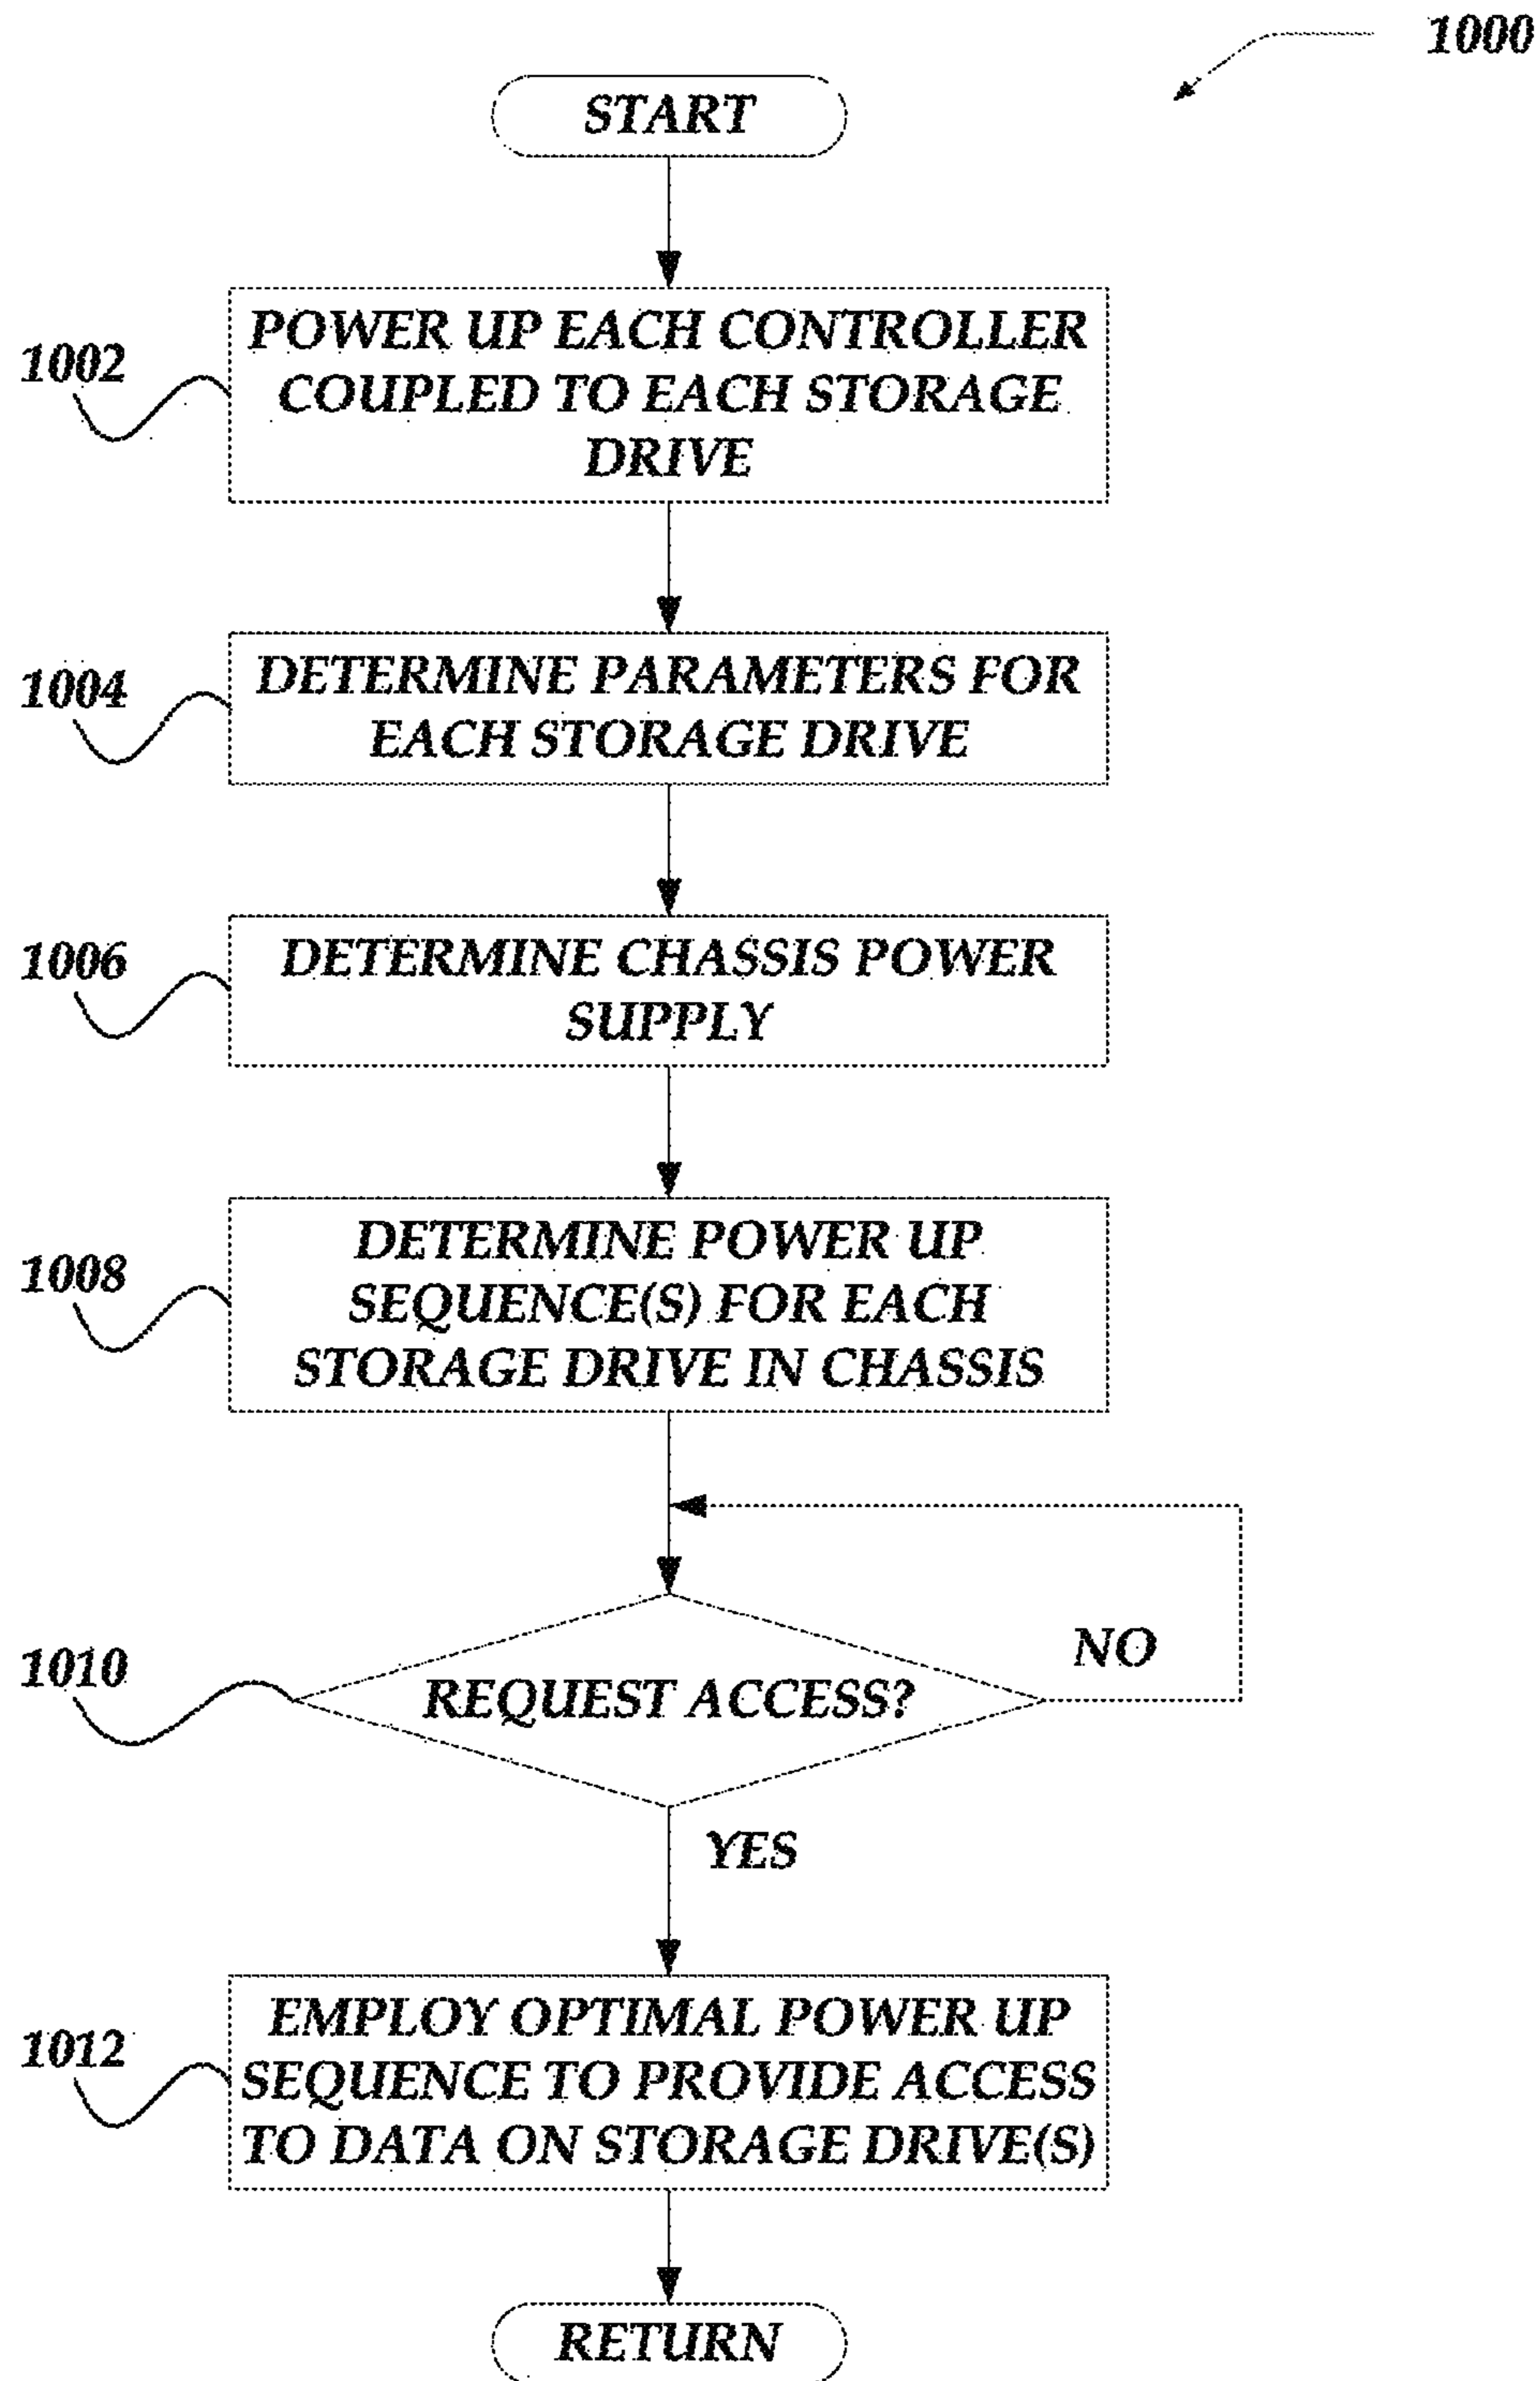 1000
START
1002
POWER UP EACH CONTROLLER
COUPLED TO EACH STORAGE
DRIVE
1004
DETERMINE PARAMETERS FOR
EACH STORAGE DRIVE
1006
DETERMINE CHASSIS POWER
SUPPLY
1008
DETERMINE POWER UP
SEQUENCE(S) FOR EACH
STORAGE DRIVE IN CHASSIS
1010
REQUEST ACCESS?
NO
YES
1012
EMPLOY OPTIMAL POWER UP
SEQUENCE TO PROVIDE ACCESS
TO DATA ON STORAGE DRIVE(S)
RETURN